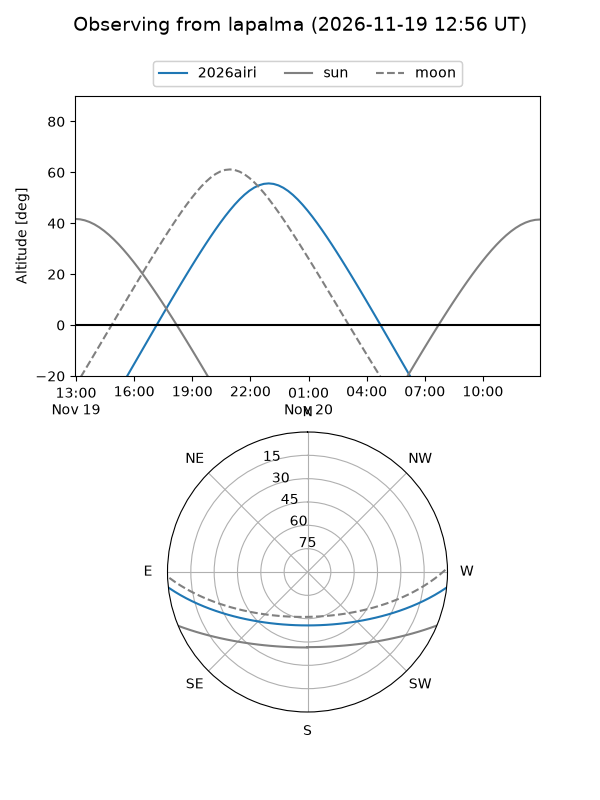 Observing from lapalma (2026-11-19 12:56 UT)
2026airi sun moon
80
60
40
20
0
−20
Altitude [deg]
13:00 16:00 19:00 22:00 01:00 04:00 07:00 10:00
Nov 19 Nov 20
N
NE NW
15
30
45
60
75
E W
SE SW
S